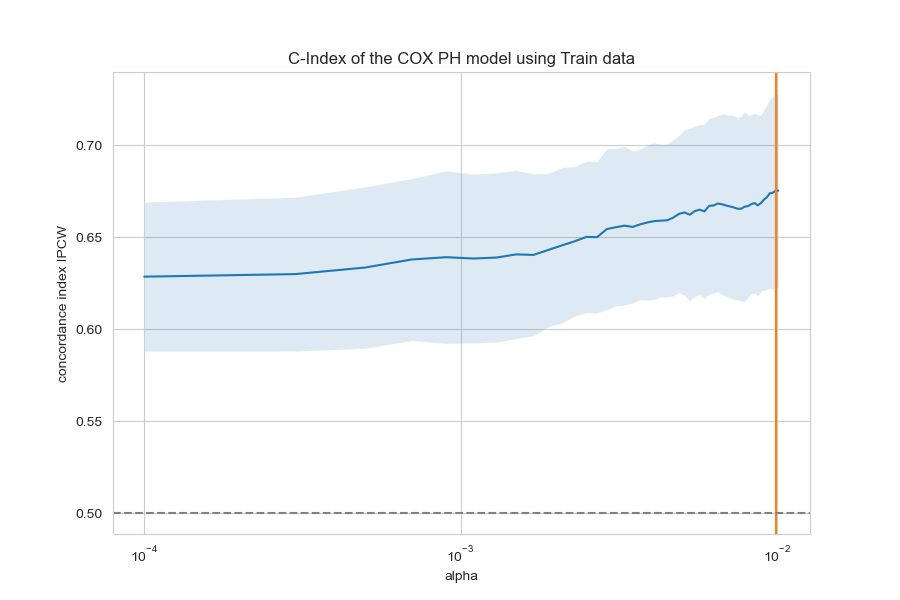 C-Index of the COX PH model using Train data
concordance index IPCW
0.70
0.65
0.60
0.55
0.50
10⁻⁴ 10⁻³ 10⁻²
alpha